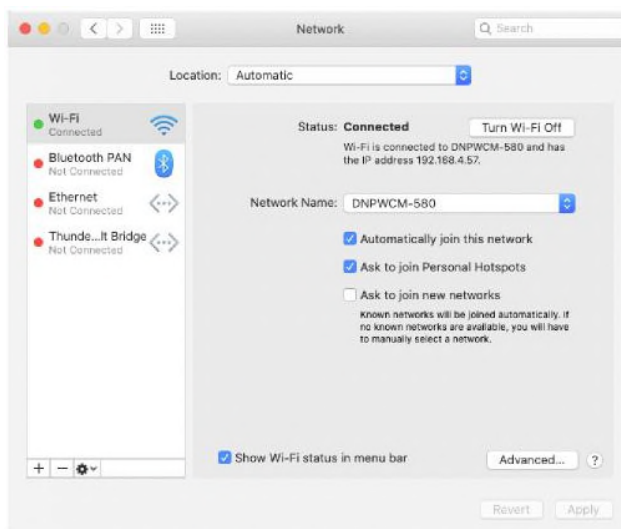 Network
Search
Location: Automatic
Wi-Fi
Connected
Bluetooth PAN
Not Connected
Ethernet
Not Connected
Thunde...lt Bridge
Not Connected
Status: Connected
Turn Wi-Fi Off
Wi-Fi is connected to DNPWCM-580 and has
the IP address 192.168.4.57.
Network Name: DNPWCM-580
Automatically join this network
Ask to join Personal Hotspots
Ask to join new networks
Known networks will be joined automatically. If
no known networks are available, you will have
to manually select a network.
Show Wi-Fi status in menu bar
Advanced...
?
Revert
Apply